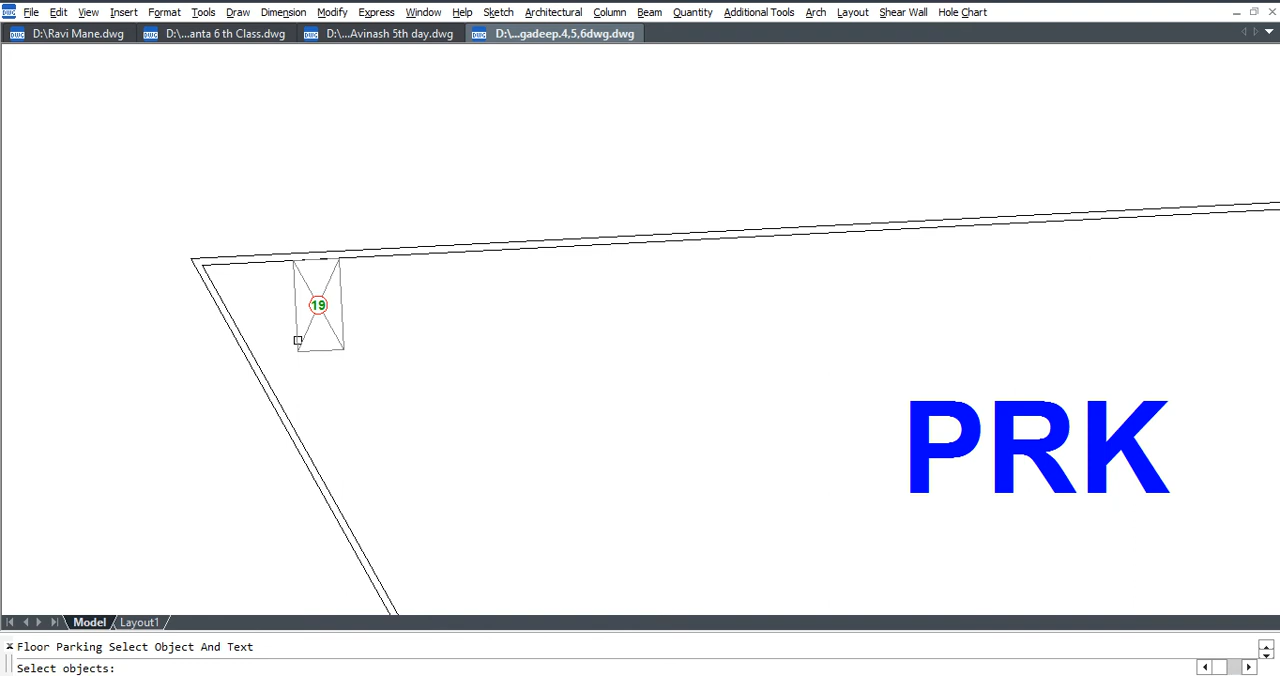 File Edit View Insert Format Tools Draw Dimension Modify Express Window Help Sketch Architectural Column Beam Quantity Additional Tools Arch Layout Shear Wall Hole Chart
D:\Ravi Mane.dwg D:\...anta 6 th Class.dwg D:\...Avinash 5th day.dwg D:\...gadeep.4,5,6dwg.dwg
19
PRK
Model Layout1
Floor Parking Select Object And Text
Select objects: